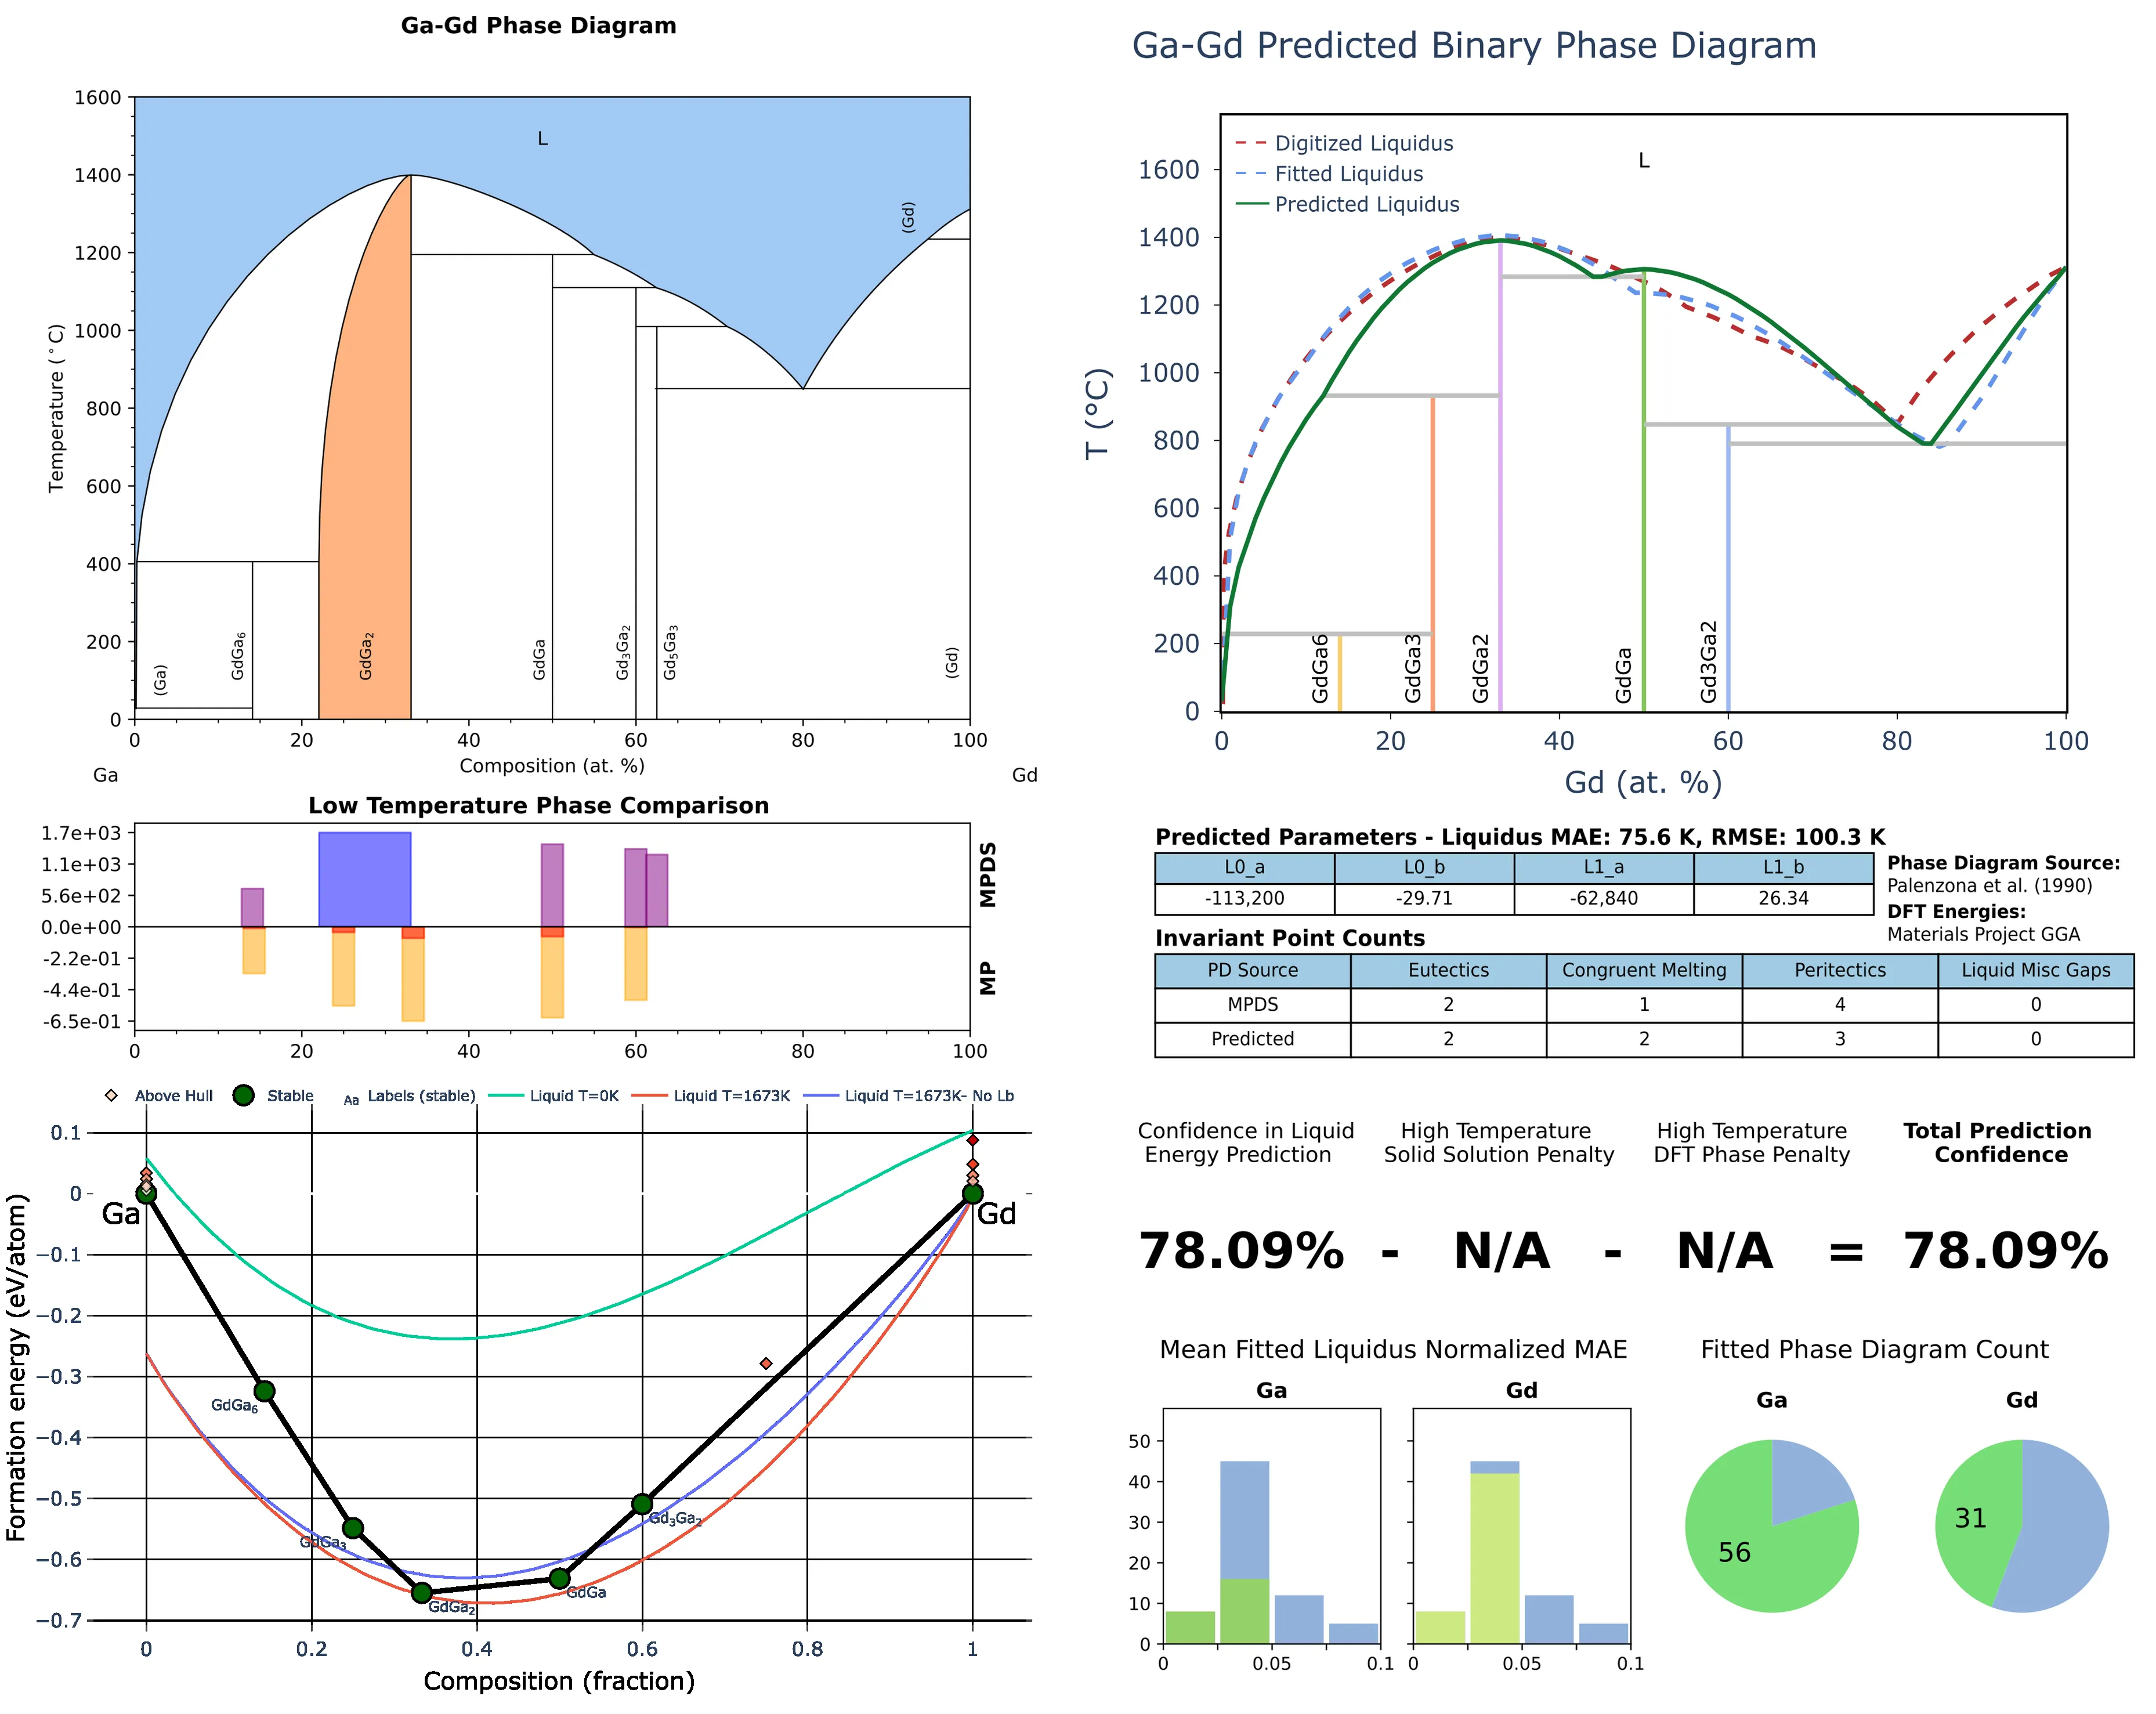 Ga-Gd Phase Diagram
Temperature (°C)
1600
1400
1200
1000
800
600
400
200
0
L
(Gd)
(Ga)
GdGa6
GdGa2
GdGa
Gd3Ga2
Gd5Ga3
(Gd)
0 20 40 60 80 100
Composition (at. %)
Ga Gd
Low Temperature Phase Comparison
1.7e+03
1.1e+03
5.6e+02
0.0e+00
-2.2e-01
-4.4e-01
-6.5e-01
MPDS
MP
0 20 40 60 80 100
Above Hull Stable Aa Labels (stable) Liquid T=0K Liquid T=1673K Liquid T=1673K- No Lb
Formation energy (eV/atom)
0.1
0
−0.1
−0.2
−0.3
−0.4
−0.5
−0.6
−0.7
Ga
Gd
GdGa6
GdGa3
GdGa2
GdGa
Gd3Ga2
0 0.2 0.4 0.6 0.8 1
Composition (fraction)
Ga-Gd Predicted Binary Phase Diagram
Digitized Liquidus
Fitted Liquidus
Predicted Liquidus
L
T (°C)
1600
1400
1200
1000
800
600
400
200
0
GdGa6
GdGa3
GdGa2
GdGa
Gd3Ga2
0 20 40 60 80 100
Gd (at. %)
Predicted Parameters - Liquidus MAE: 75.6 K, RMSE: 100.3 K
L0_a L0_b L1_a L1_b
-113,200 -29.71 -62,840 26.34
Phase Diagram Source:
Palenzona et al. (1990)
DFT Energies:
Materials Project GGA
Invariant Point Counts
PD Source Eutectics Congruent Melting Peritectics Liquid Misc Gaps
MPDS 2 1 4 0
Predicted 2 2 3 0
Confidence in Liquid
Energy Prediction
High Temperature
Solid Solution Penalty
High Temperature
DFT Phase Penalty
Total Prediction
Confidence
78.09% - N/A - N/A = 78.09%
Mean Fitted Liquidus Normalized MAE
Ga
Gd
50
40
30
20
10
0
0 0.05 0.1
0 0.05 0.1
Fitted Phase Diagram Count
Ga
Gd
56
31